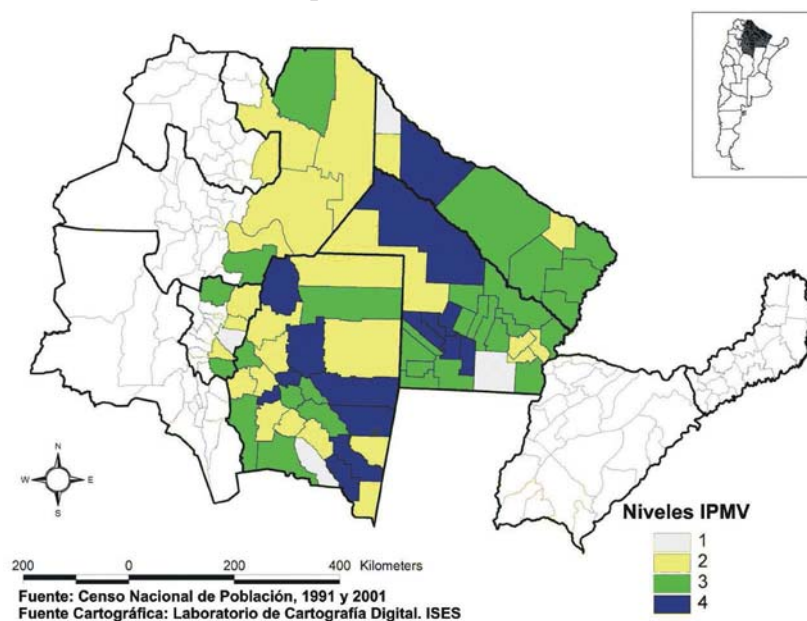 N
W E
S
Niveles IPMV
1
2
3
4
200 0 200 400 Kilometers
Fuente: Censo Nacional de Población, 1991 y 2001
Fuente Cartográfica: Laboratorio de Cartografía Digital. ISES